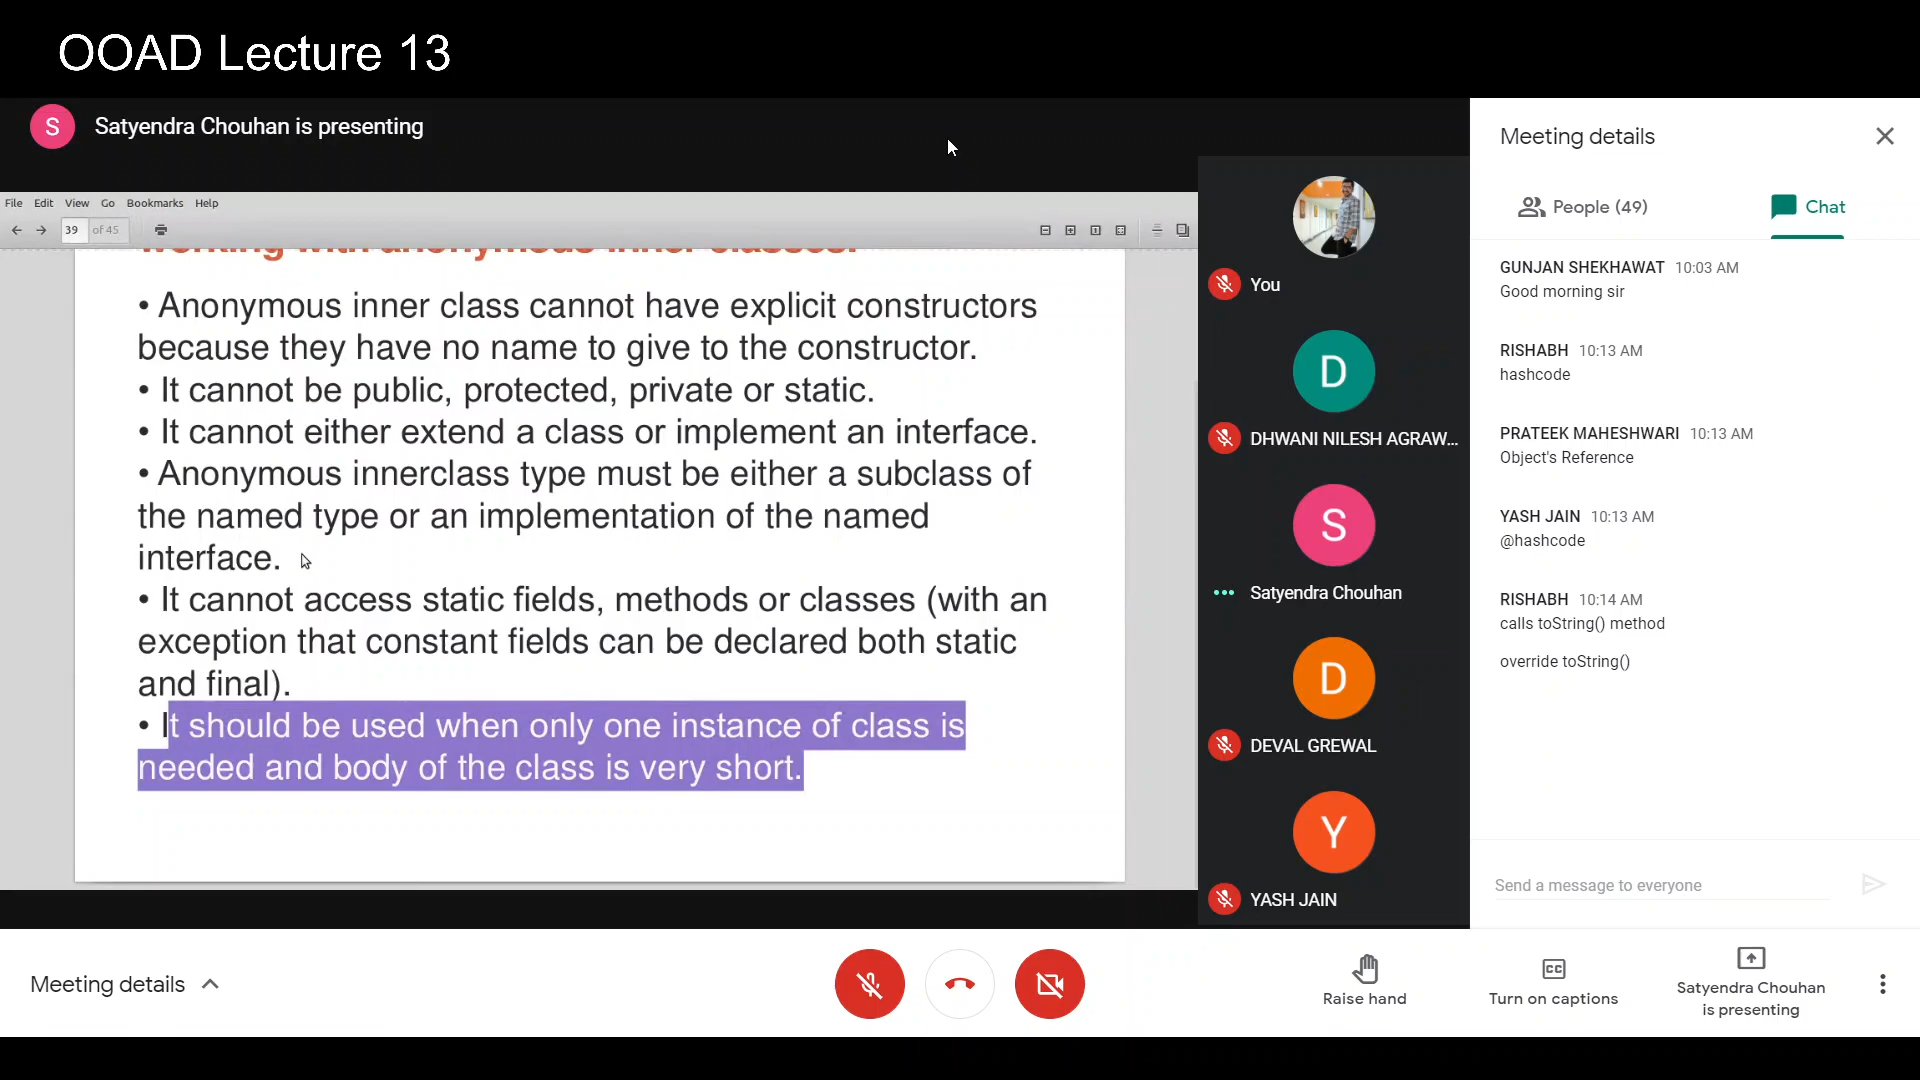 OOAD Lecture 13
S
Satyendra Chouhan is presenting
File Edit View Go Bookmarks Help
39 of 45
working with anonymous inner classes:
• Anonymous inner class cannot have explicit constructors
because they have no name to give to the constructor.
• It cannot be public, protected, private or static.
• It cannot either extend a class or implement an interface.
• Anonymous innerclass type must be either a subclass of
the named type or an implementation of the named
interface.
• It cannot access static fields, methods or classes (with an
exception that constant fields can be declared both static
and final).
• It should be used when only one instance of class is
needed and body of the class is very short.
You
D
DHWANI NILESH AGRAW...
S
Satyendra Chouhan
D
DEVAL GREWAL
Y
YASH JAIN
Meeting details
People (49)
Chat
GUNJAN SHEKHAWAT 10:03 AM
Good morning sir
RISHABH 10:13 AM
hashcode
PRATEEK MAHESHWARI 10:13 AM
Object's Reference
YASH JAIN 10:13 AM
@hashcode
RISHABH 10:14 AM
calls toString() method
override toString()
Send a message to everyone
Meeting details
Raise hand
CC
Turn on captions
Satyendra Chouhan
is presenting